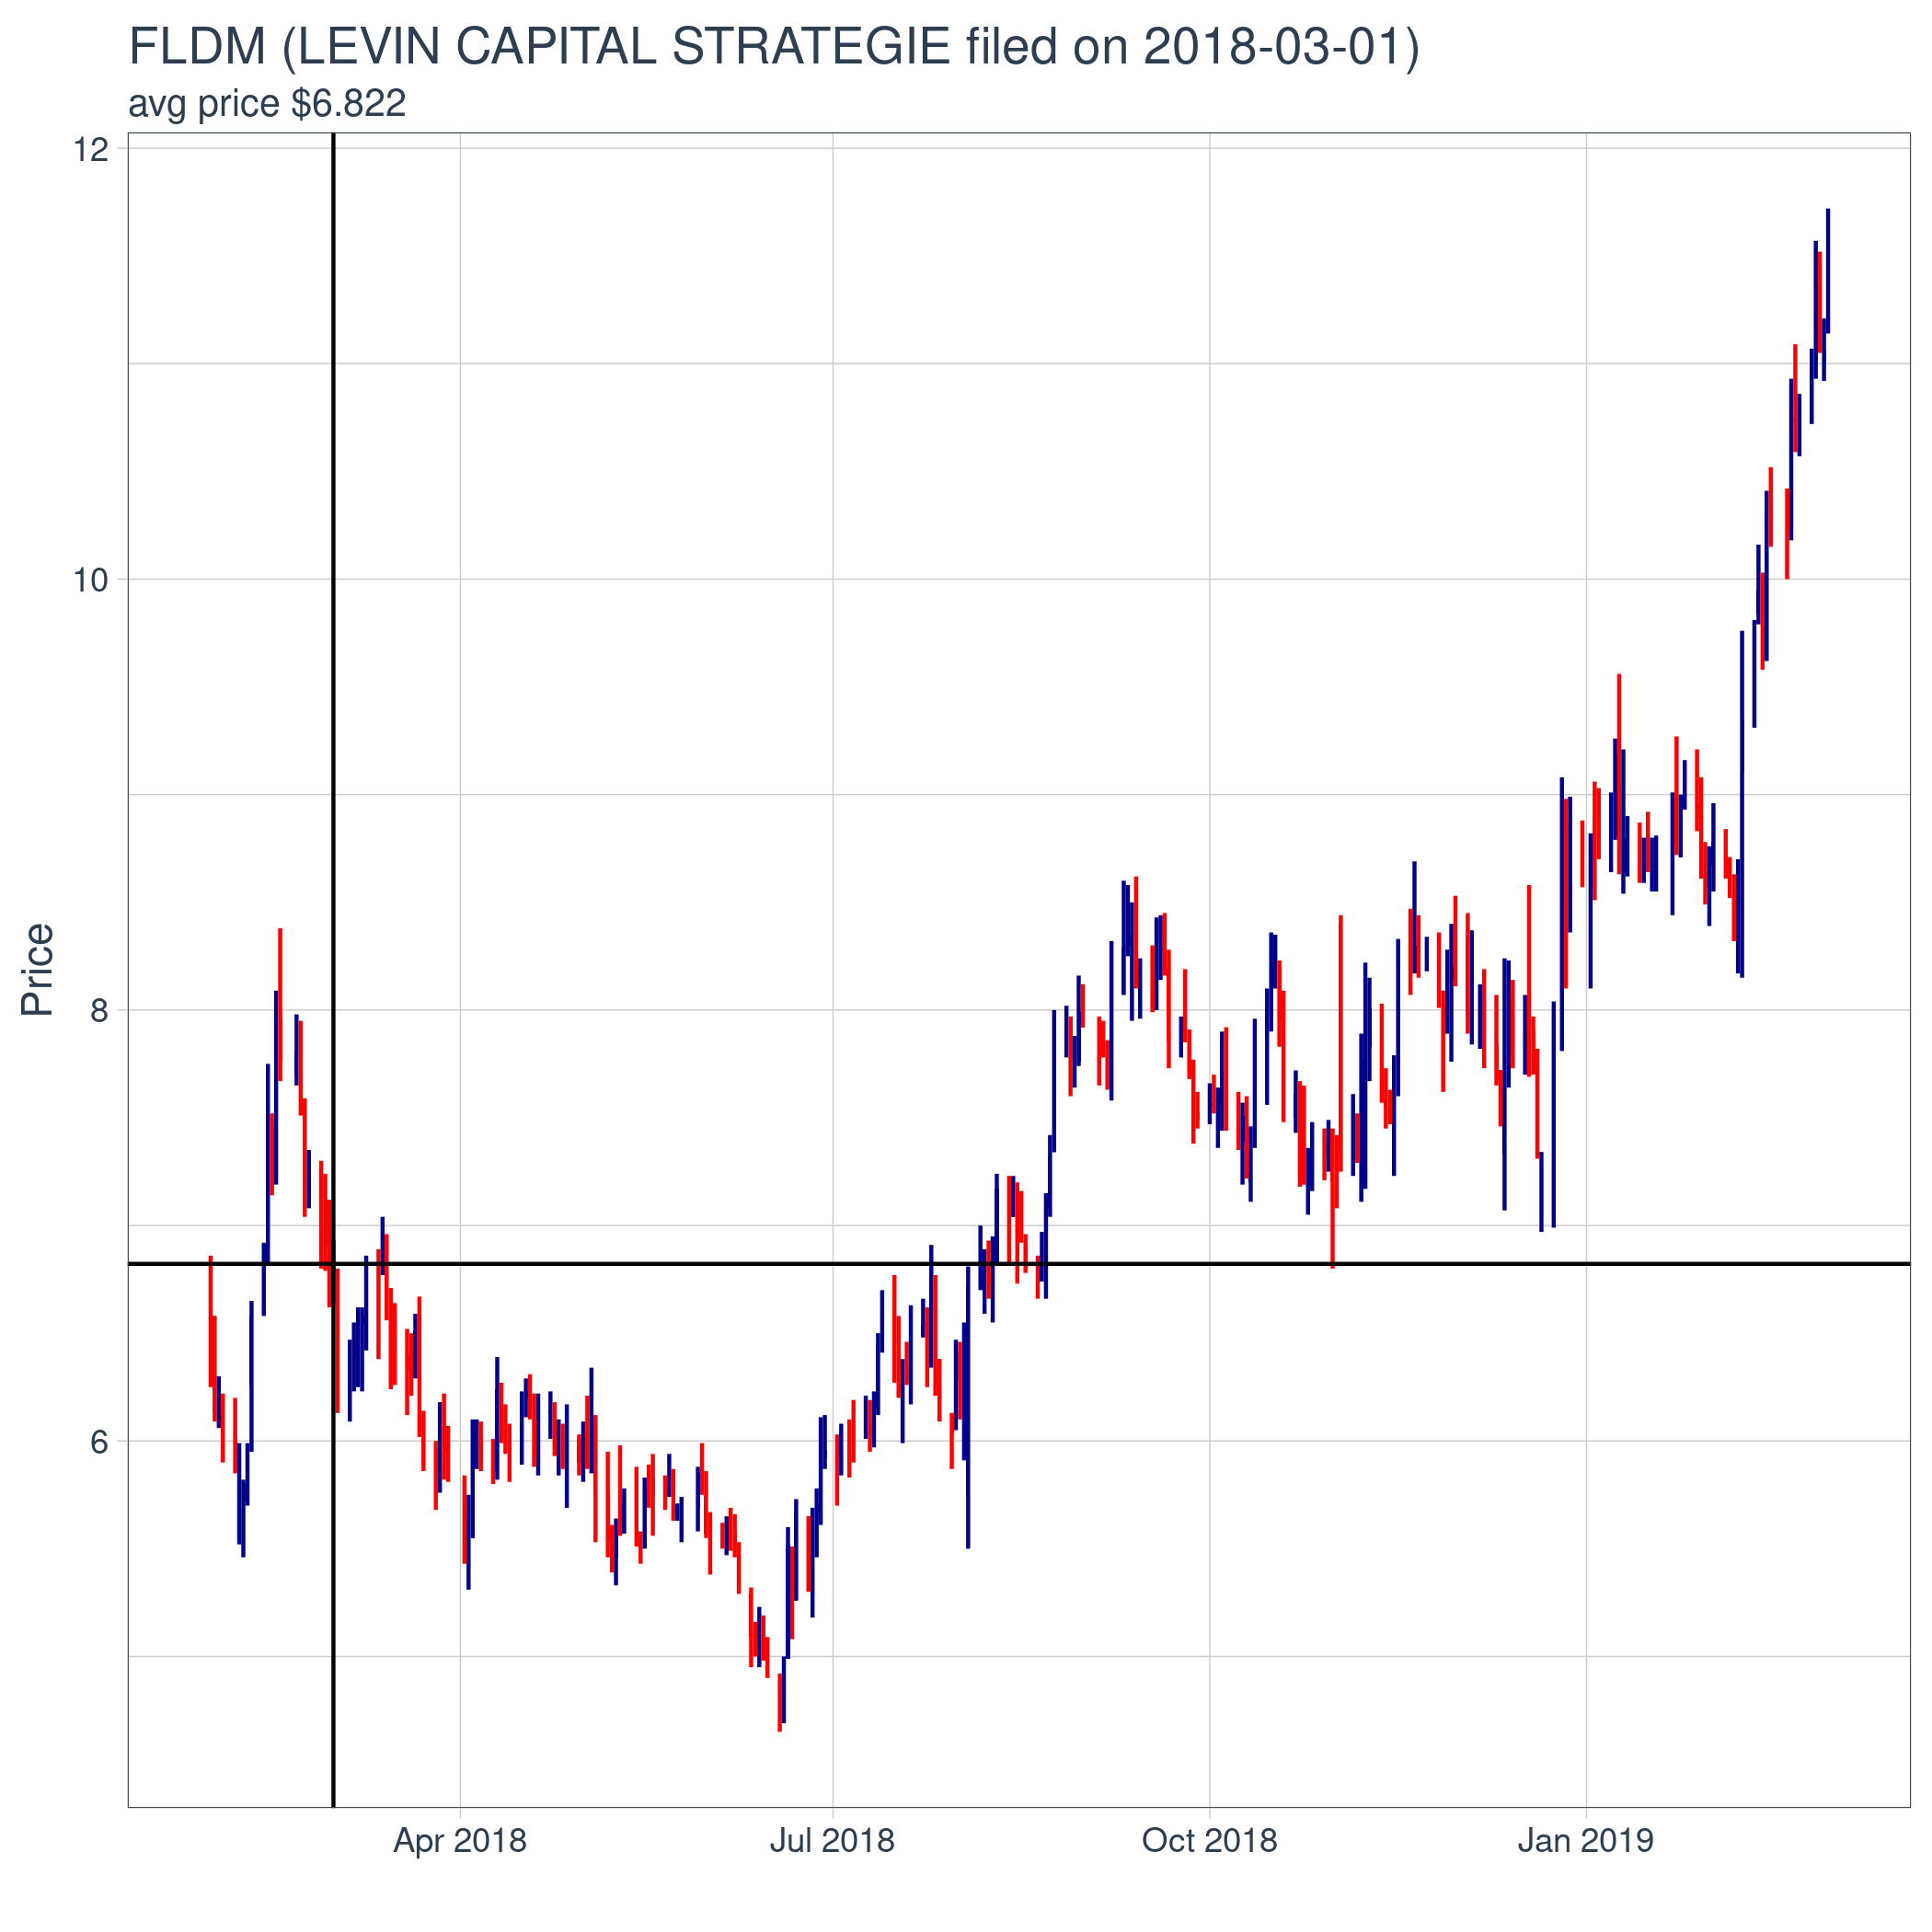 FLDM (LEVIN CAPITAL STRATEGIE filed on 2018-03-01)
avg price $6.822
12
10
8
6
Price
Apr 2018
Jul 2018
Oct 2018
Jan 2019